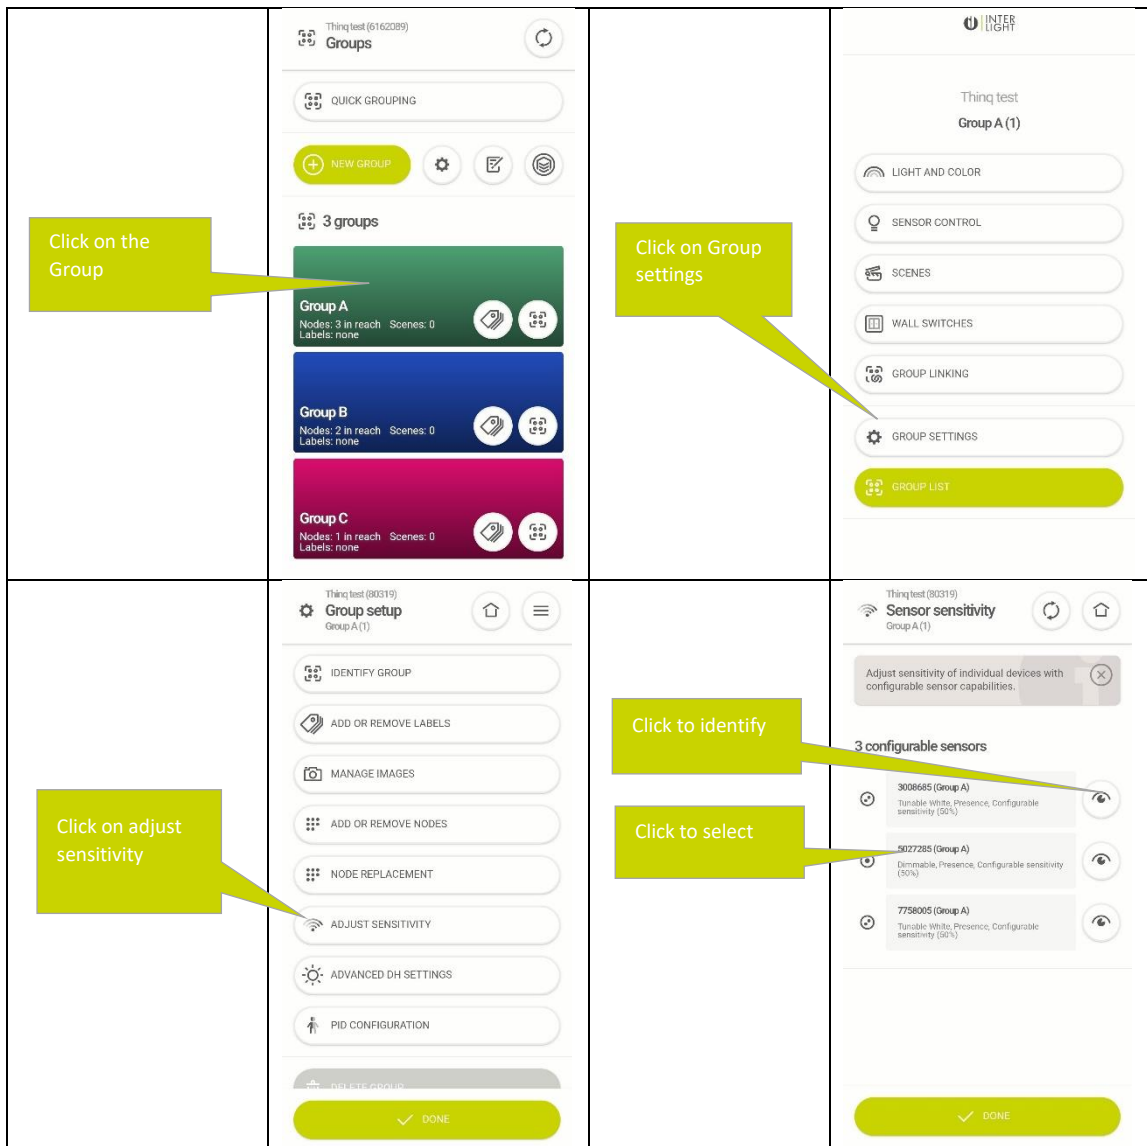 Thinq test (6162089)
Groups
QUICK GROUPING
NEW GROUP
3 groups
Click on the
Group
Group A
Nodes: 3 in reach Scenes: 0
Labels: none
Group B
Nodes: 2 in reach Scenes: 0
Labels: none
Group C
Nodes: 1 in reach Scenes: 0
Labels: none
INTER
LIGHT
Thinq test
Group A (1)
LIGHT AND COLOR
SENSOR CONTROL
Click on Group
settings
SCENES
WALL SWITCHES
GROUP LINKING
GROUP SETTINGS
GROUP LIST
Thinq test (80319)
Group setup
Group A (1)
IDENTIFY GROUP
ADD OR REMOVE LABELS
MANAGE IMAGES
ADD OR REMOVE NODES
Click on adjust
sensitivity
NODE REPLACEMENT
ADJUST SENSITIVITY
ADVANCED DH SETTINGS
PID CONFIGURATION
DELETE GROUP
DONE
Thinq test (80319)
Sensor sensitivity
Group A (1)
Adjust sensitivity of individual devices with
configurable sensor capabilities.
Click to identify
3 configurable sensors
3008685 (Group A)
Tunable White, Presence, Configurable
sensitivity (50%)
Click to select
5027285 (Group A)
Dimmable, Presence, Configurable sensitivity
(50%)
7758005 (Group A)
Tunable White, Presence, Configurable
sensitivity (50%)
DONE